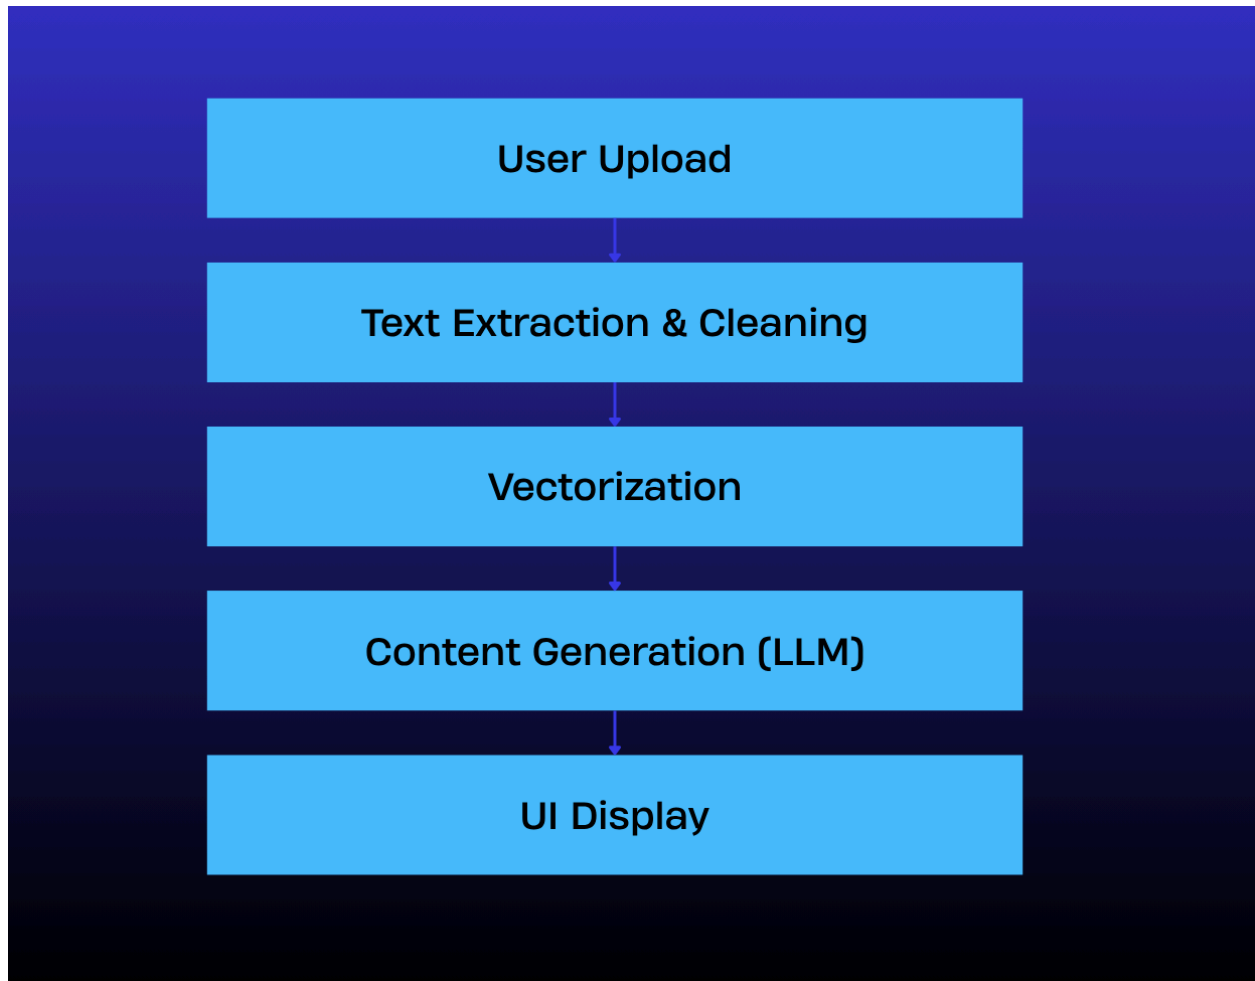 User Upload
Text Extraction & Cleaning
Vectorization
Content Generation (LLM)
UI Display